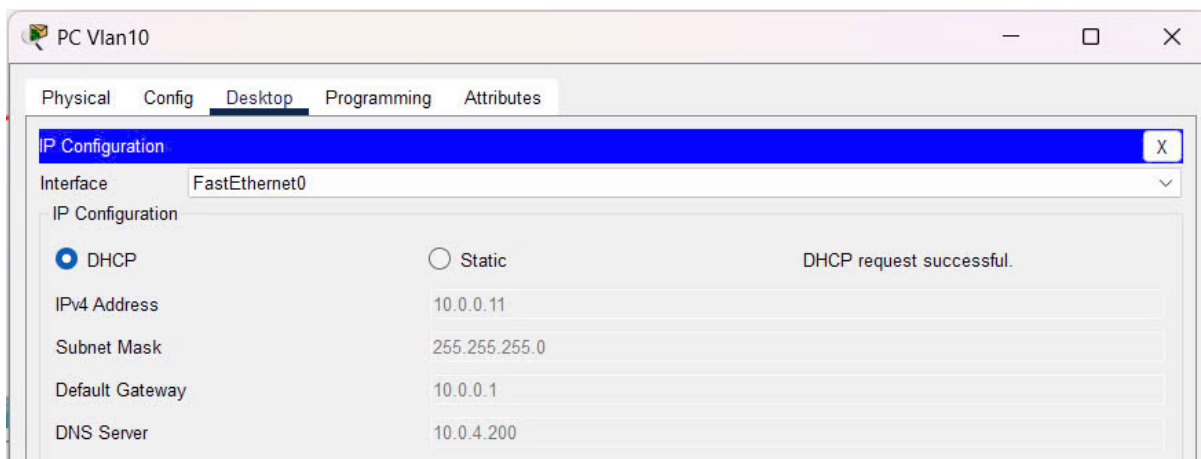 PC Vlan10
Physical Config Desktop Programming Attributes
IP Configuration X
Interface FastEthernet0
IP Configuration
DHCP Static DHCP request successful.
IPv4 Address 10.0.0.11
Subnet Mask 255.255.255.0
Default Gateway 10.0.0.1
DNS Server 10.0.4.200